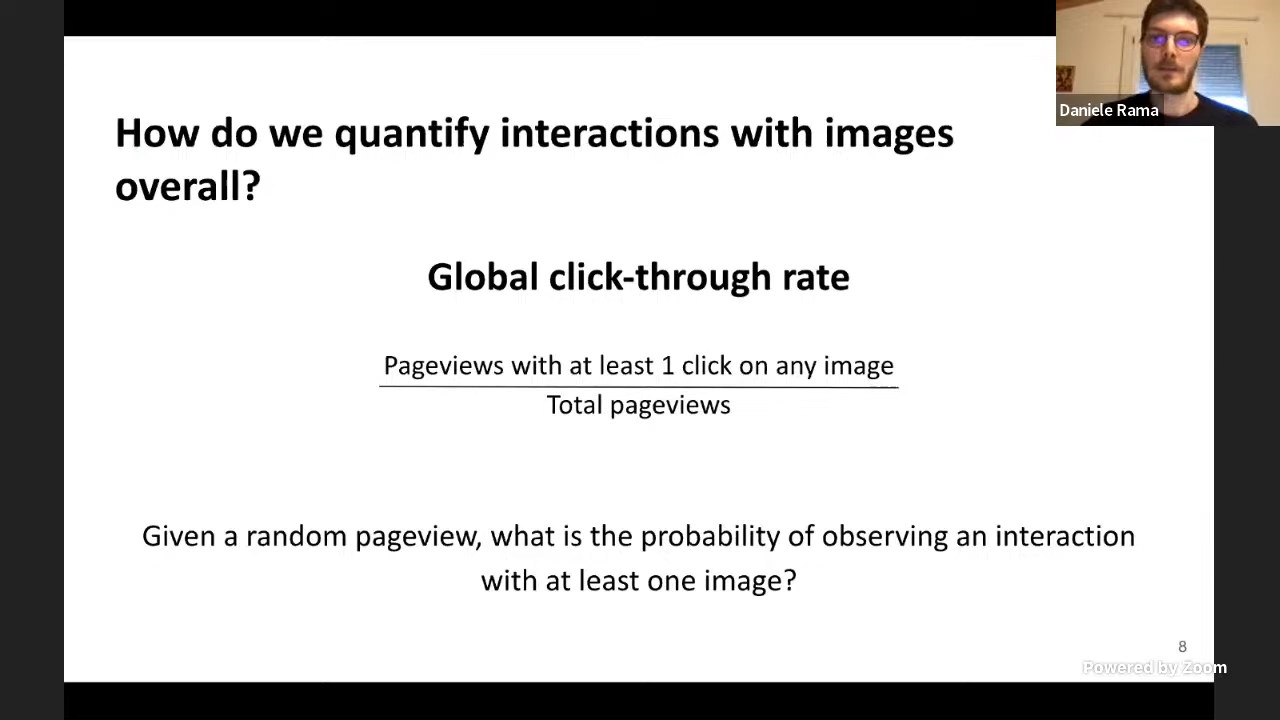 How do we quantify interactions with images
overall?
Global click-through rate
Pageviews with at least 1 click on any image
Total pageviews
Given a random pageview, what is the probability of observing an interaction
with at least one image?
8
Powered by Zoom
Daniele Rama